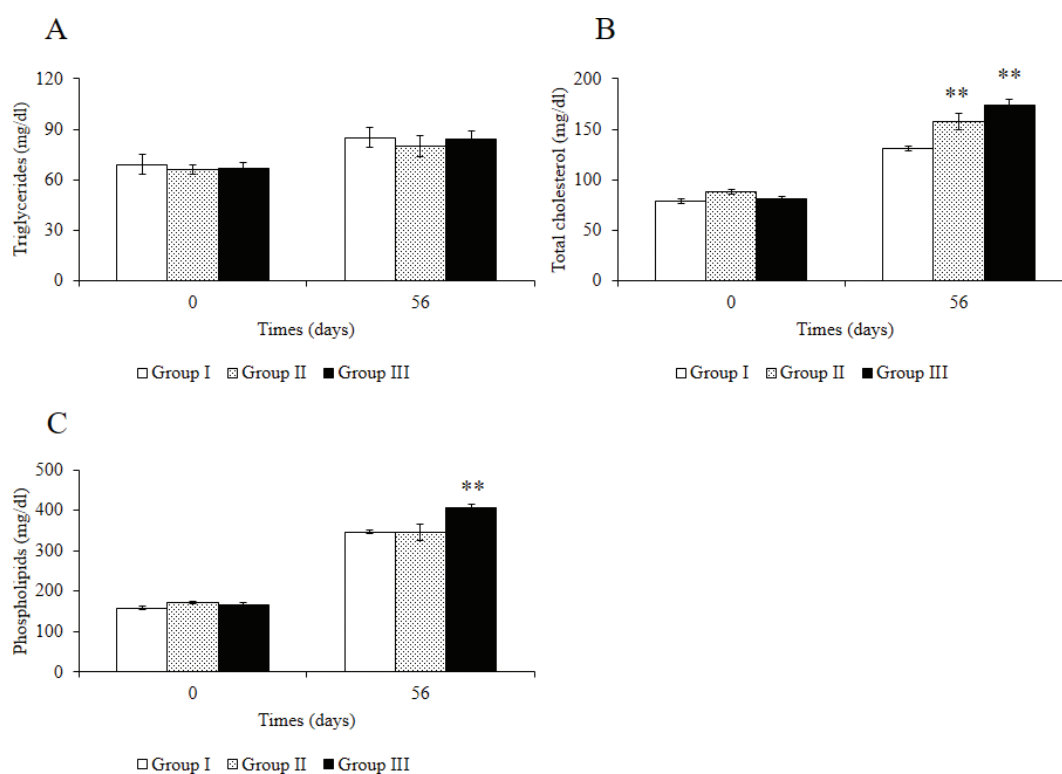 A
Triglycerides (mg/dl)
120
90
60
30
0
0 56
Times (days)
Group I Group II Group III
B
Total cholesterol (mg/dl)
200
150
100
50
0
** **
0 56
Times (days)
Group I Group II Group III
C
Phospholipids (mg/dl)
500
400
300
200
100
0
**
0 56
Times (days)
Group I Group II Group III